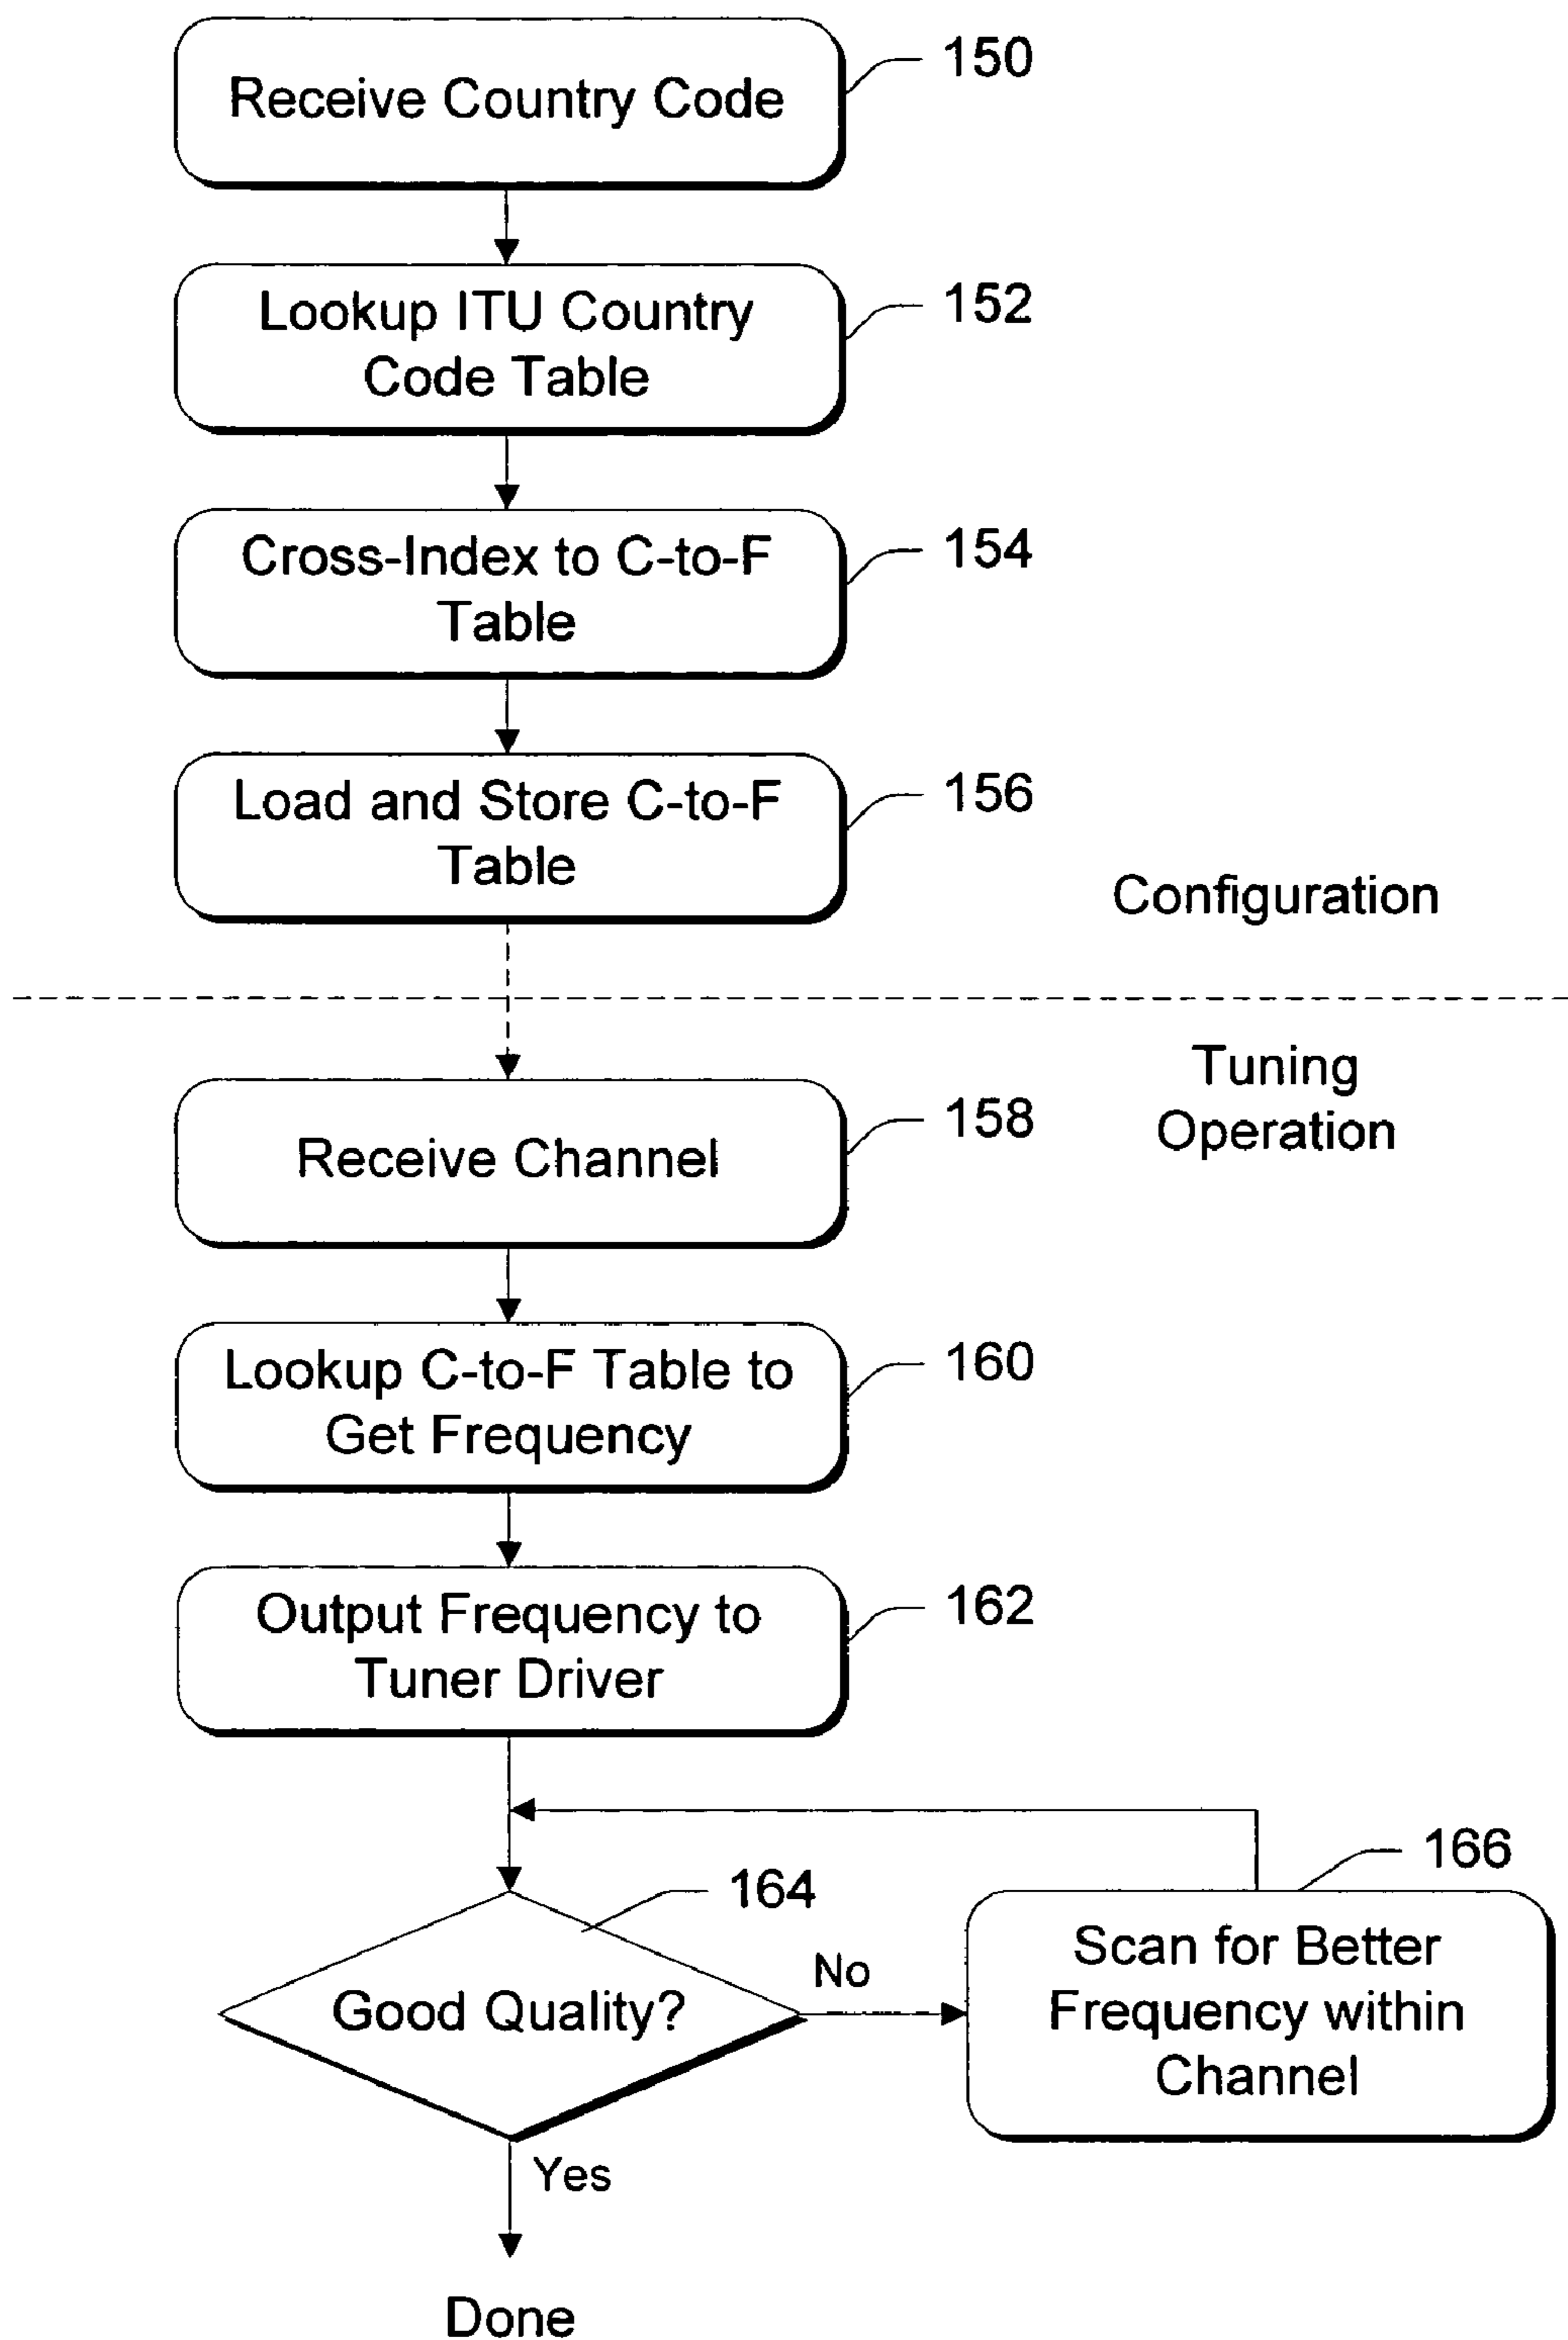 Receive Country Code
150
Lookup ITU Country
Code Table
152
Cross-Index to C-to-F
Table
154
Load and Store C-to-F
Table
156
Configuration
Tuning
Operation
Receive Channel
158
Lookup C-to-F Table to
Get Frequency
160
Output Frequency to
Tuner Driver
162
Good Quality?
164
No
Scan for Better
Frequency within
Channel
166
Yes
Done